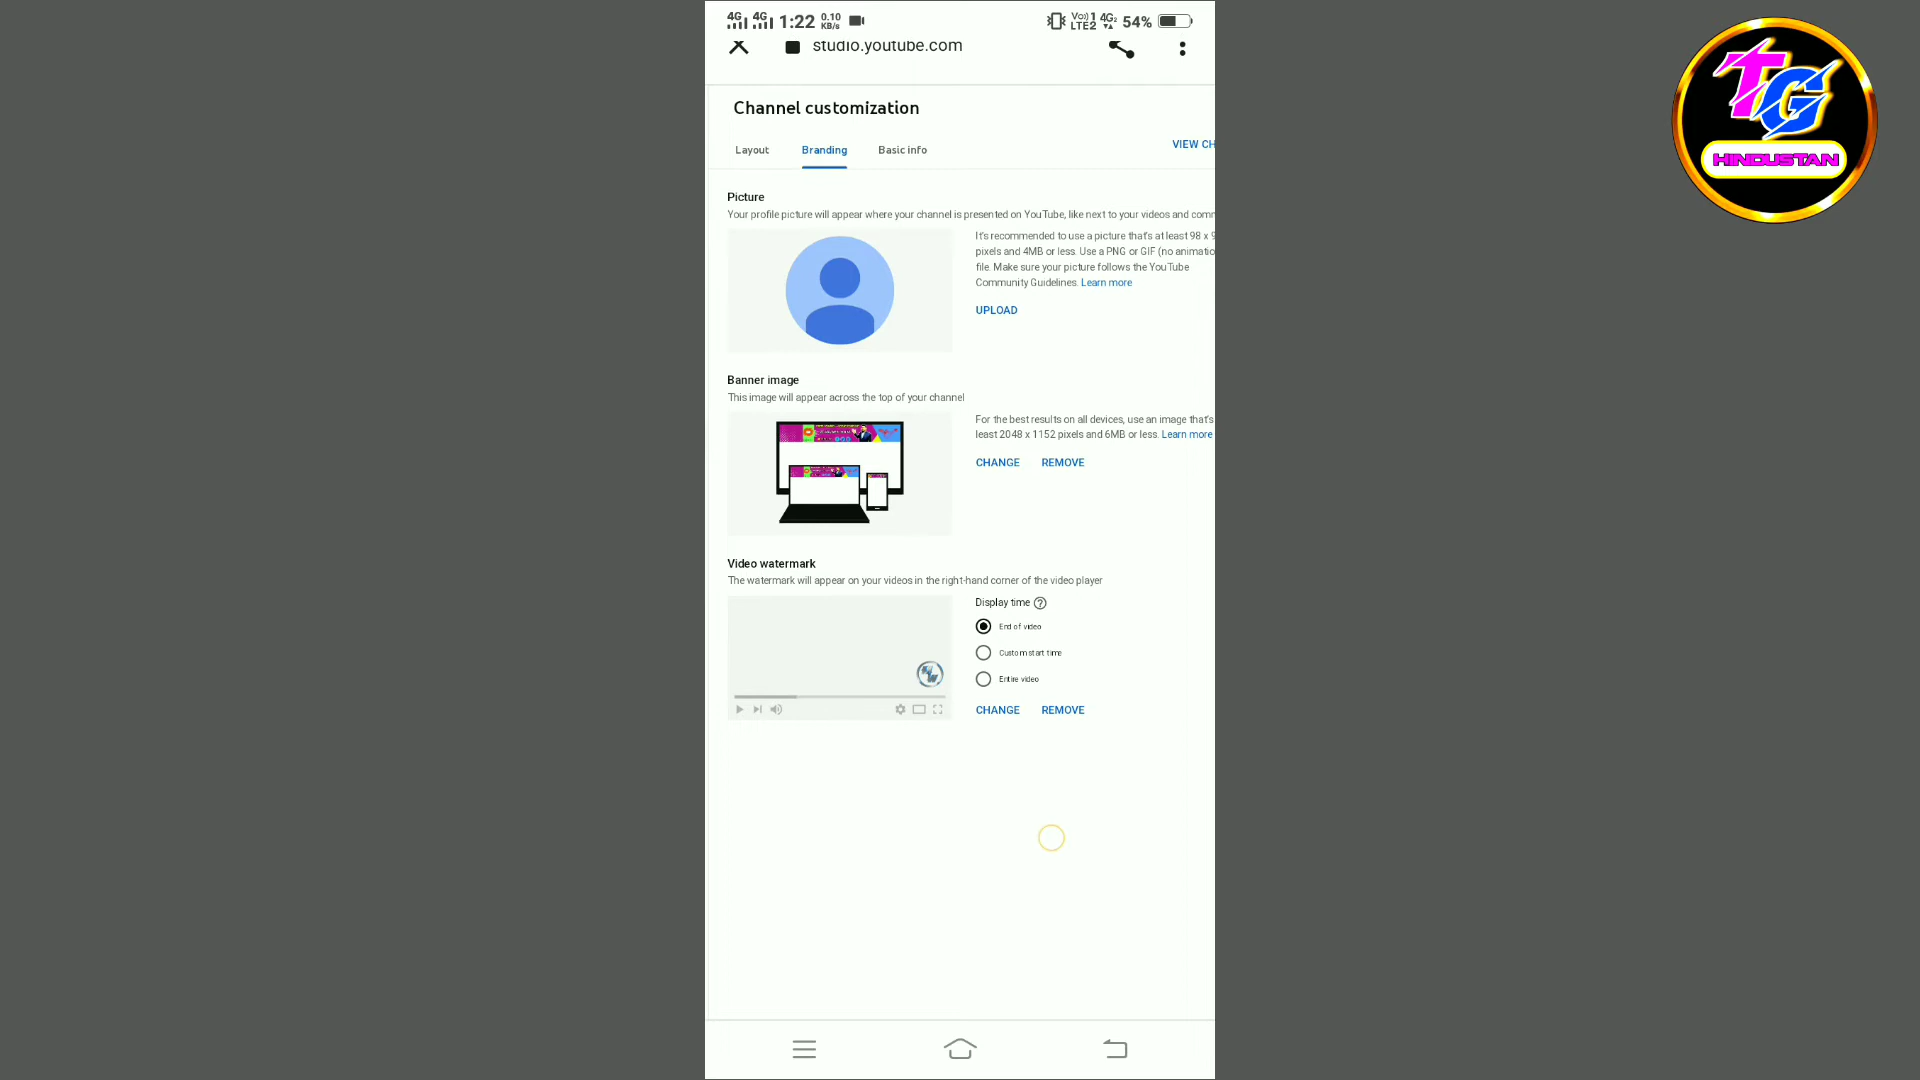 4G 4G 1:22 0.10 KB/s Vo)) 1 LTE2 4G2 54%
studio.youtube.com
Channel customization
Layout Branding Basic info VIEW CH
Picture
Your profile picture will appear where your channel is presented on YouTube, like next to your videos and comm
It's recommended to use a picture that's at least 98 x 9
pixels and 4MB or less. Use a PNG or GIF (no animatio
file. Make sure your picture follows the YouTube
Community Guidelines. Learn more
UPLOAD
Banner image
This image will appear across the top of your channel
For the best results on all devices, use an image that's
least 2048 x 1152 pixels and 6MB or less. Learn more
CHANGE REMOVE
Video watermark
The watermark will appear on your videos in the right-hand corner of the video player
Display time ?
End of video
Custom start time
Entire video
CHANGE REMOVE
TG
HINDUSTAN